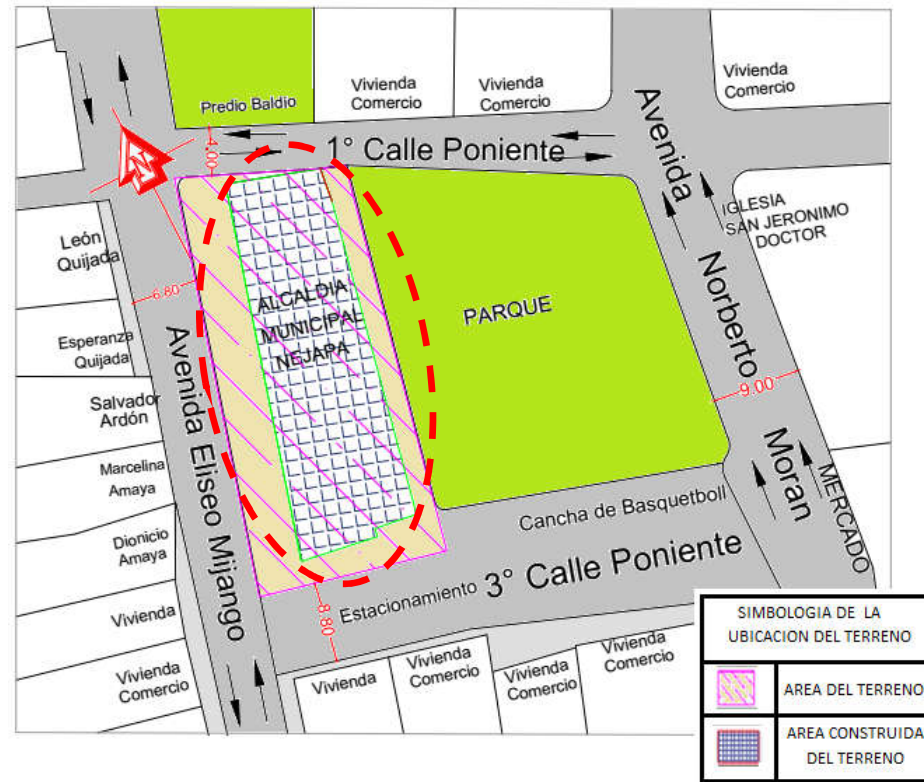 Predio Baldio
Vivienda
Comercio
Vivienda
Comercio
Vivienda
Comercio
4.00
1° Calle Poniente
Avenida
Norberto
Moran
IGLESIA
SAN JERONIMO
DOCTOR
N
León
Quijada
6.80
ALCALDIA
MUNICIPAL
NEJAPA
PARQUE
Esperanza
Quijada
Avenida Eliseo Mijango
9.00
Salvador
Ardón
Marcelina
Amaya
MERCADO
Cancha de Basquetboll
Dionicio
Amaya
3° Calle Poniente
Estacionamiento
8.80
Vivienda
Vivienda
Comercio
Vivienda
Vivienda
Comercio
Vivienda
Comercio
Vivienda
Comercio
SIMBOLOGIA DE LA
UBICACION DEL TERRENO
AREA DEL TERRENO
AREA CONSTRUIDA
DEL TERRENO